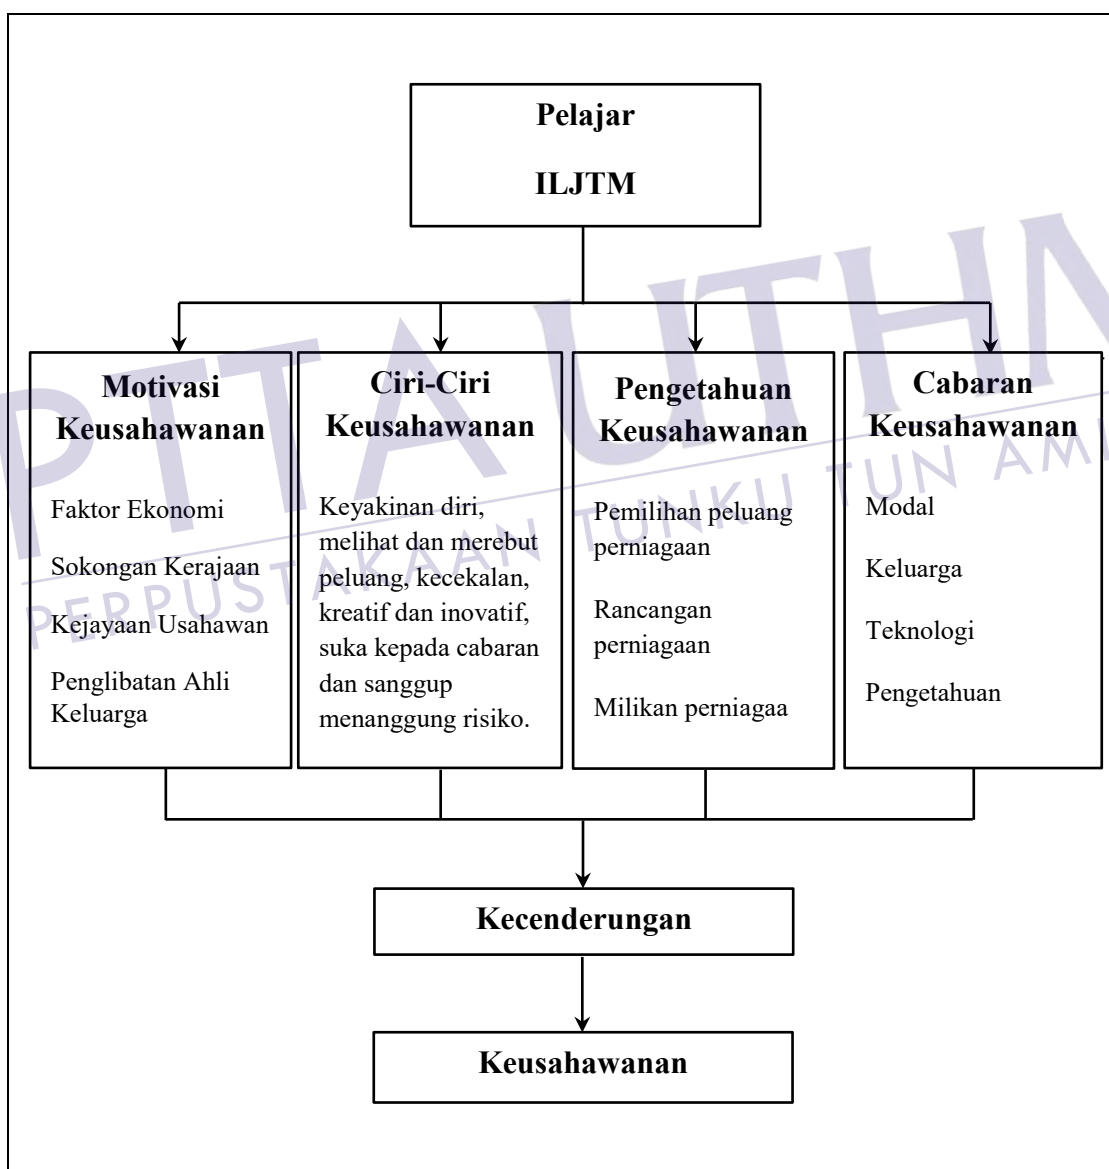 Pelajar
ILJTM
Motivasi
Keusahawanan
Faktor Ekonomi
Sokongan Kerajaan
Kejayaan Usahawan
Penglibatan Ahli
Keluarga
Ciri-Ciri
Keusahawanan
Keyakinan diri,
melihat dan merebut
peluang, kecekalan,
kreatif dan inovatif,
suka kepada cabaran
dan sanggup
menanggung risiko.
Pengetahuan
Keusahawanan
Pemilihan peluang
perniagaan
Rancangan
perniagaan
Milikan perniagaa
Cabaran
Keusahawanan
Modal
Keluarga
Teknologi
Pengetahuan
Kecenderungan
Keusahawanan
PTTA UTHM
PERPUSTAKAAN TUNKU TUN AMI